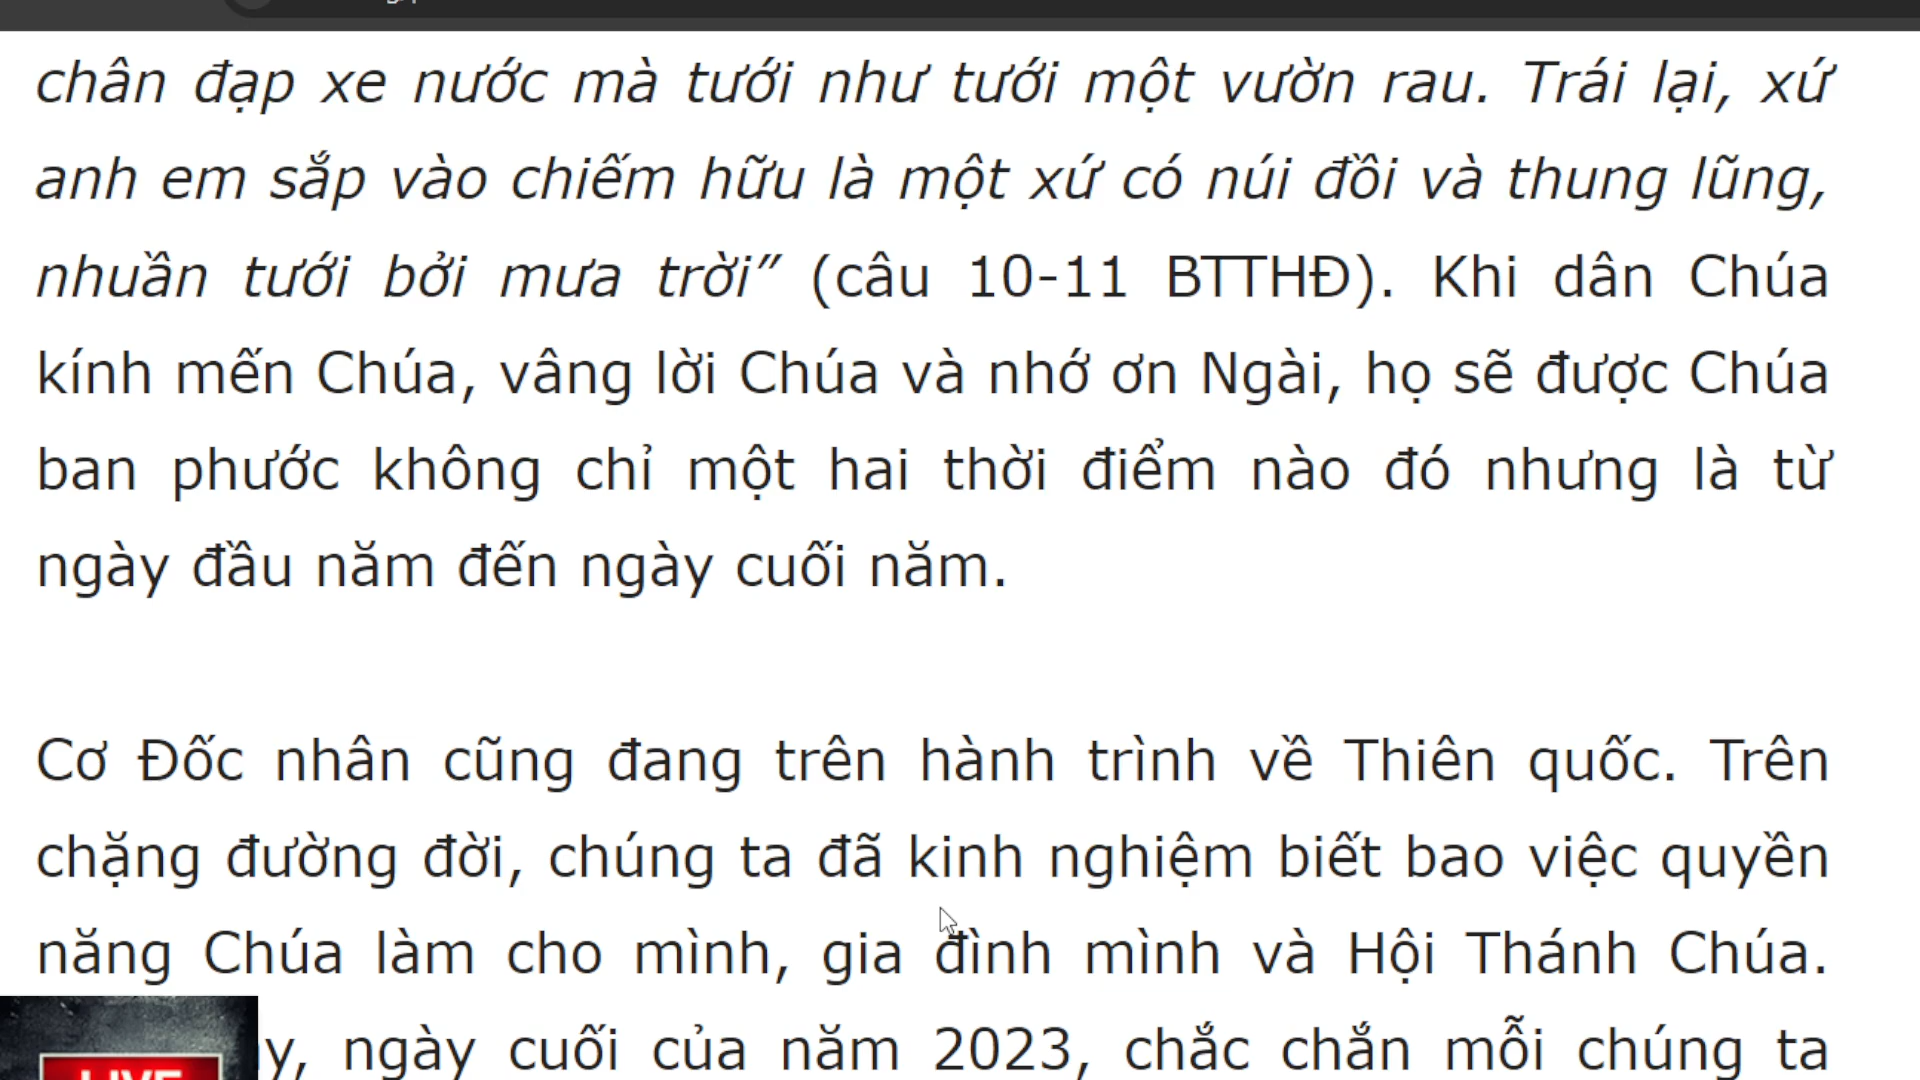 chân đạp xe nước mà tưới như tưới một vườn rau. Trái lại, xứ
anh em sắp vào chiếm hữu là một xứ có núi đồi và thung lũng,
nhuần tưới bởi mưa trời” (câu 10-11 BTTHĐ). Khi dân Chúa
kính mến Chúa, vâng lời Chúa và nhớ ơn Ngài, họ sẽ được Chúa
ban phước không chỉ một hai thời điểm nào đó nhưng là từ
ngày đầu năm đến ngày cuối năm.
Cơ Đốc nhân cũng đang trên hành trình về Thiên quốc. Trên
chặng đường đời, chúng ta đã kinh nghiệm biết bao việc quyền
năng Chúa làm cho mình, gia đình mình và Hội Thánh Chúa.
ngày cuối của năm 2023, chắc chắn mỗi chúng ta
LIVE